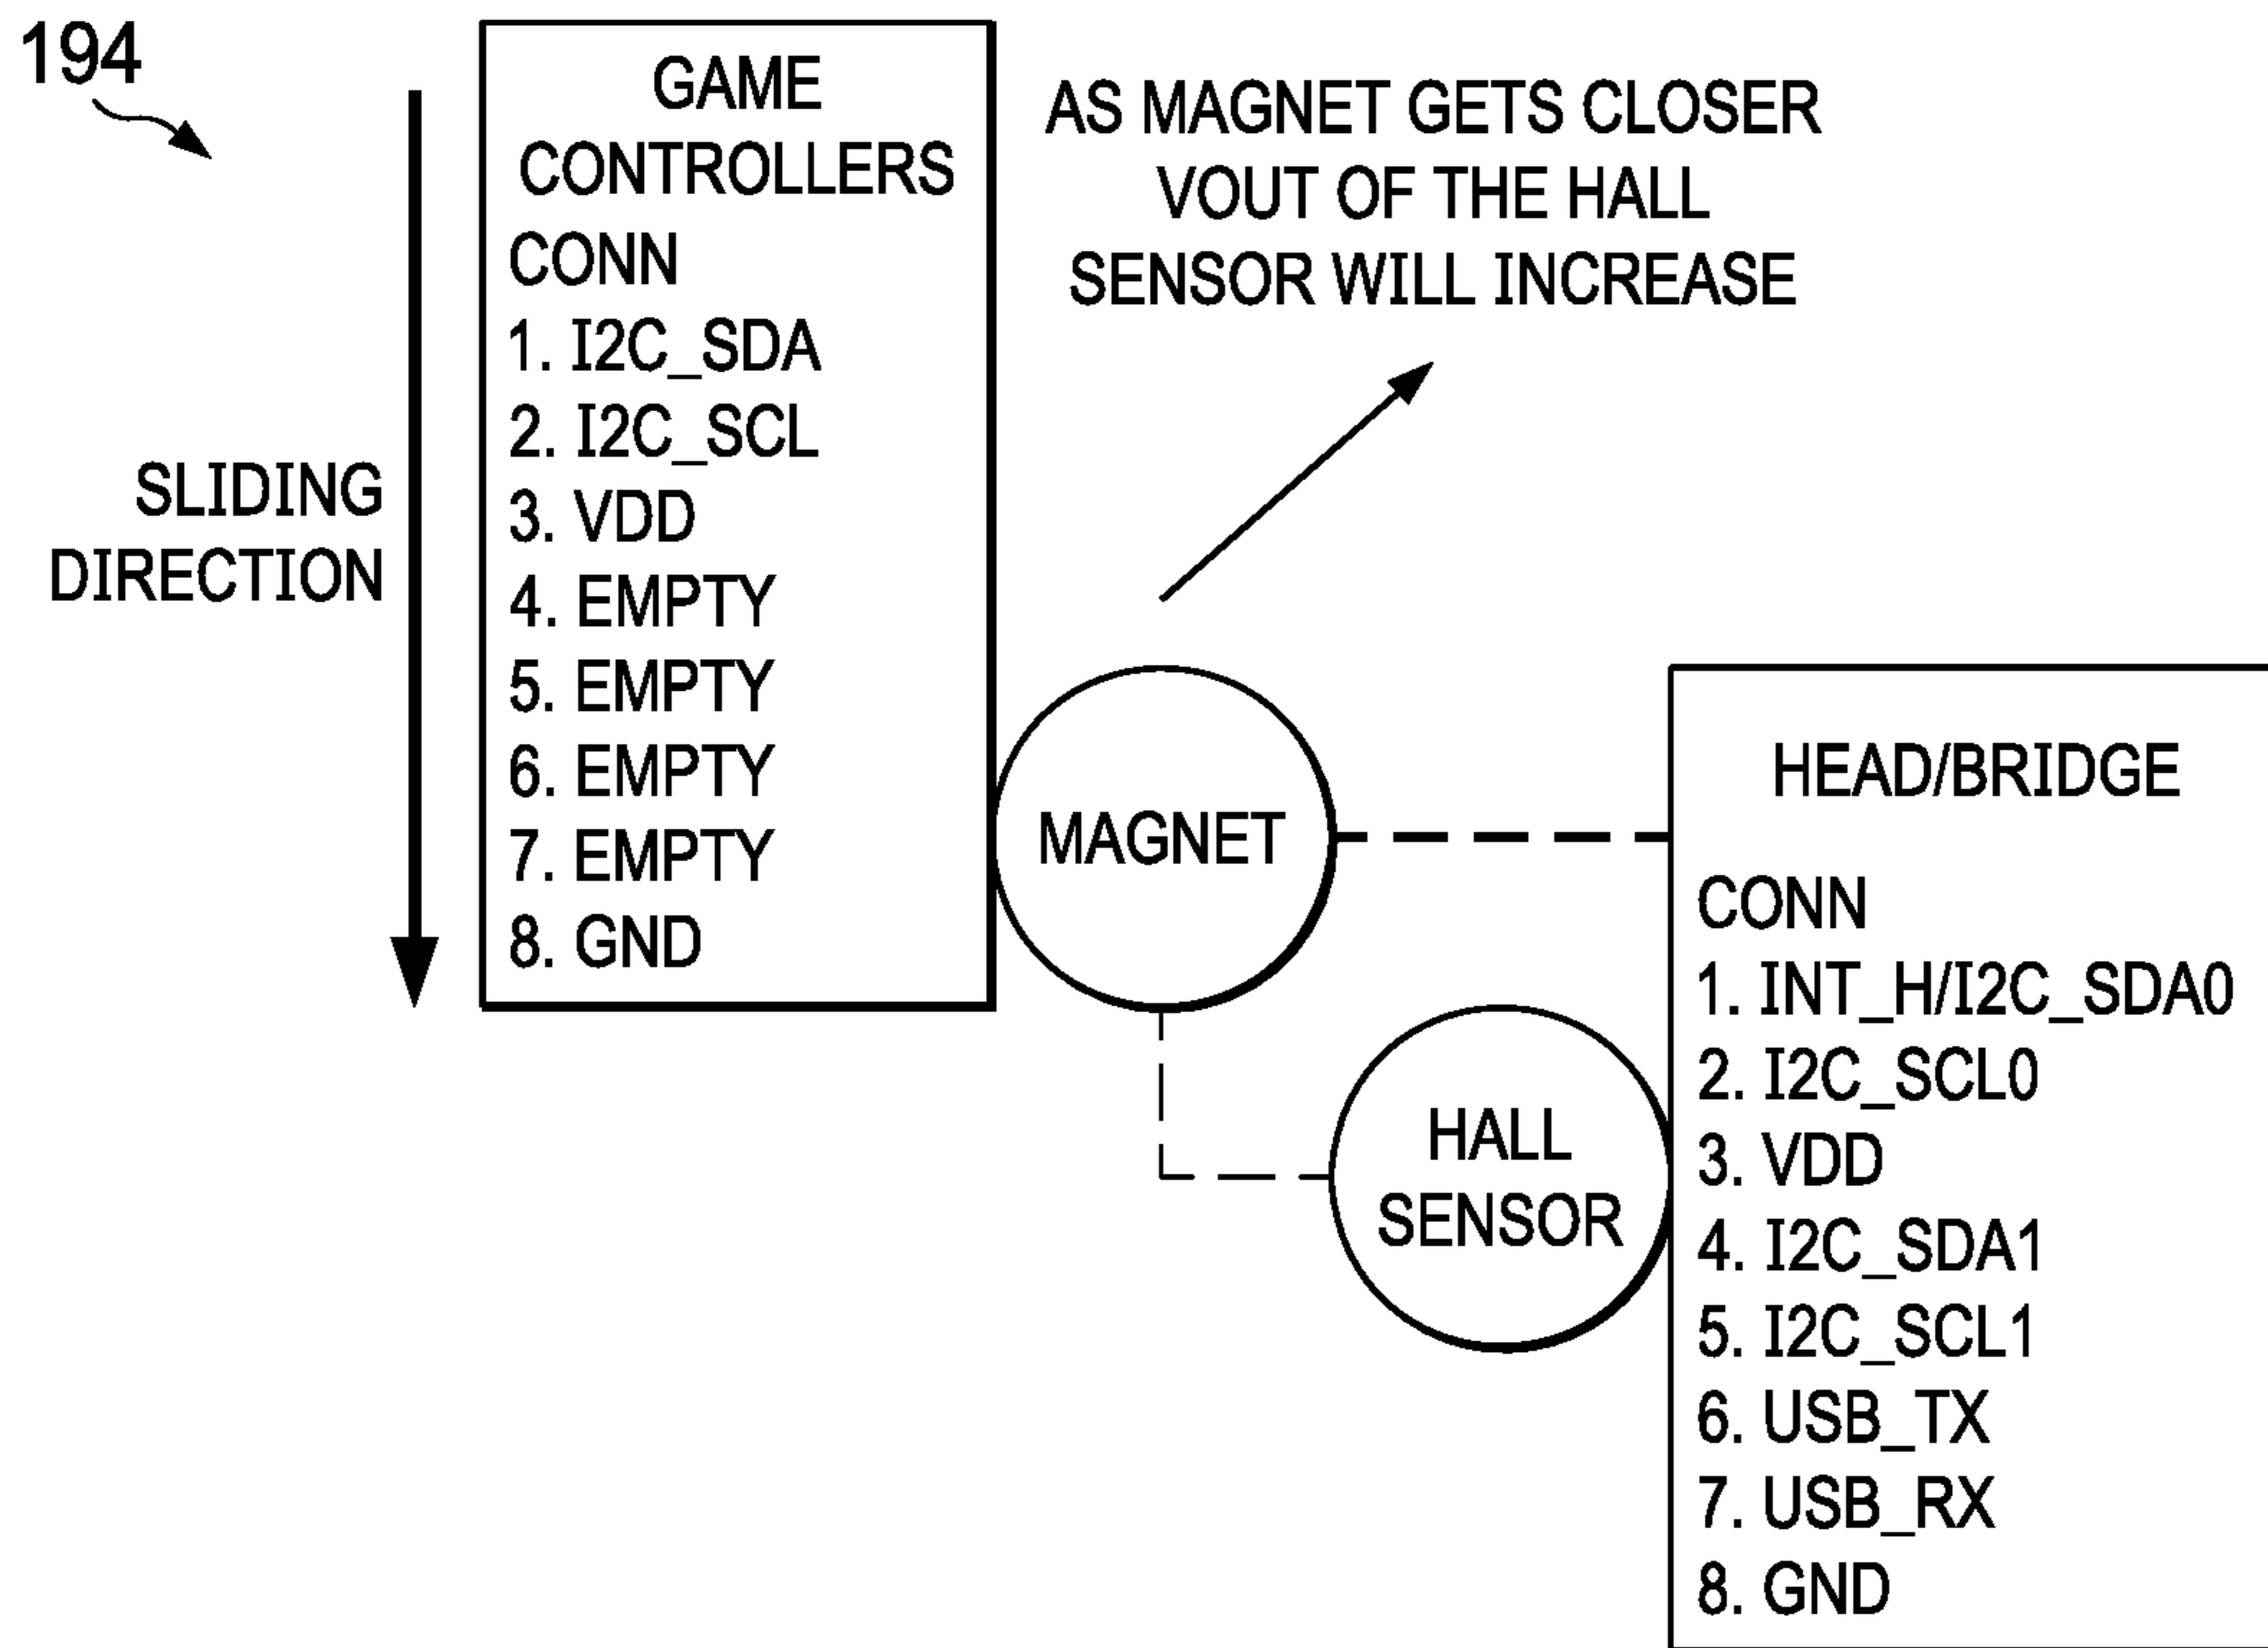 194
GAME
CONTROLLERS
CONN
1. I2C_SDA
2. I2C_SCL
3. VDD
4. EMPTY
5. EMPTY
6. EMPTY
7. EMPTY
8. GND
AS MAGNET GETS CLOSER
VOUT OF THE HALL
SENSOR WILL INCREASE
SLIDING
DIRECTION
MAGNET
HALL
SENSOR
HEAD/BRIDGE
CONN
1. INT_H/I2C_SDA0
2. I2C_SCL0
3. VDD
4. I2C_SDA1
5. I2C_SCL1
6. USB_TX
7. USB_RX
8. GND